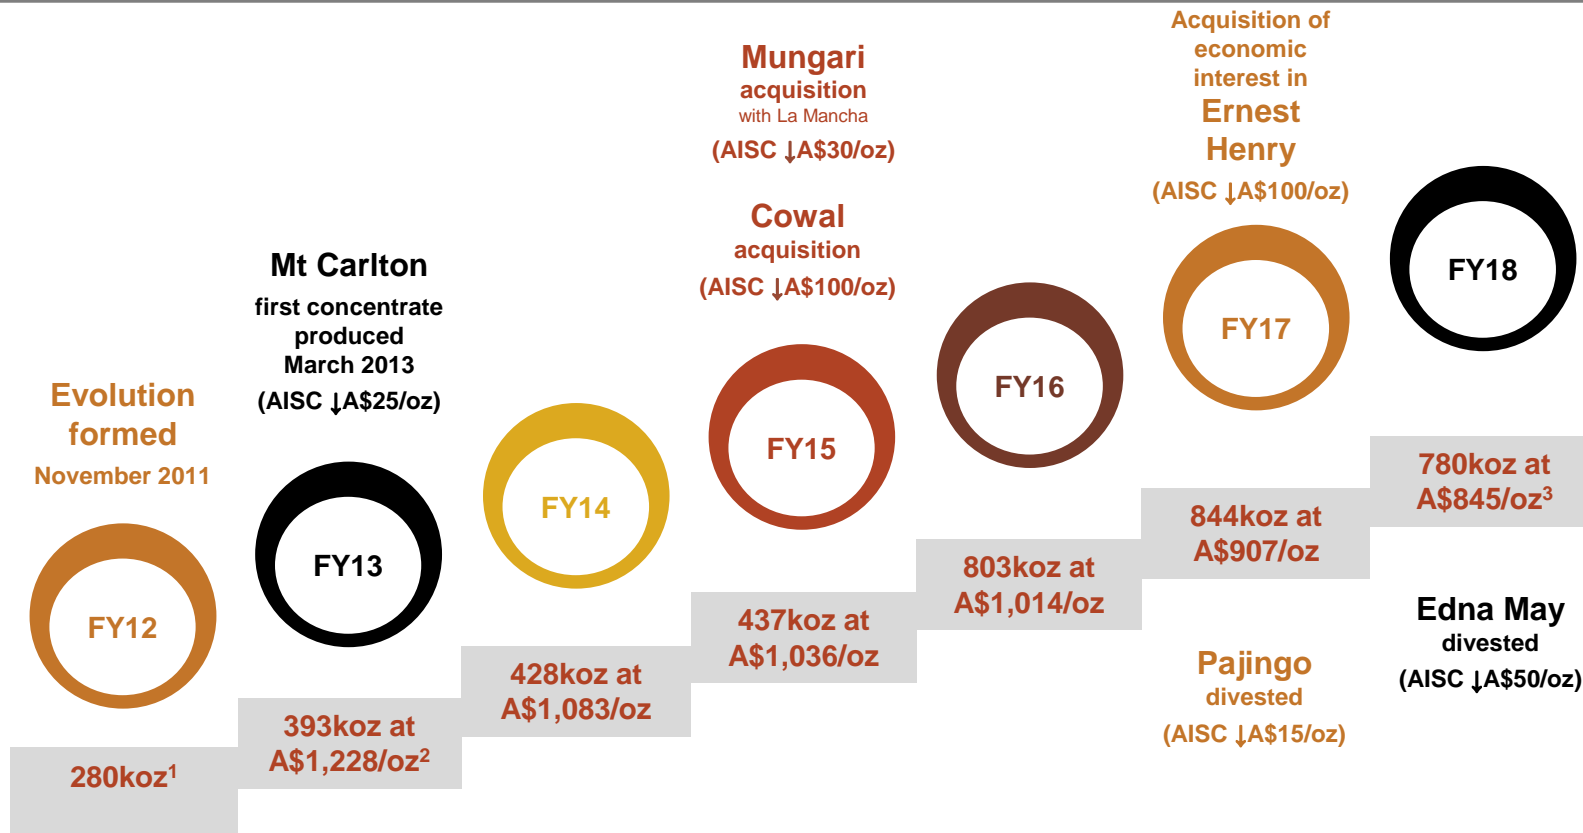 Evolution
formed
November 2011
FY12
280koz¹
Mt Carlton
first concentrate
produced
March 2013
(AISC ↓A$25/oz)
FY13
393koz at
A$1,228/oz²
FY14
428koz at
A$1,083/oz
Mungari
acquisition
with La Mancha
(AISC ↓A$30/oz)
Cowal
acquisition
(AISC ↓A$100/oz)
FY15
437koz at
A$1,036/oz
FY16
803koz at
A$1,014/oz
Acquisition of
economic
interest in
Ernest
Henry
(AISC ↓A$100/oz)
FY17
844koz at
A$907/oz
Pajingo
divested
(AISC ↓A$15/oz)
FY18
780koz at
A$845/oz³
Edna May
divested
(AISC ↓A$50/oz)